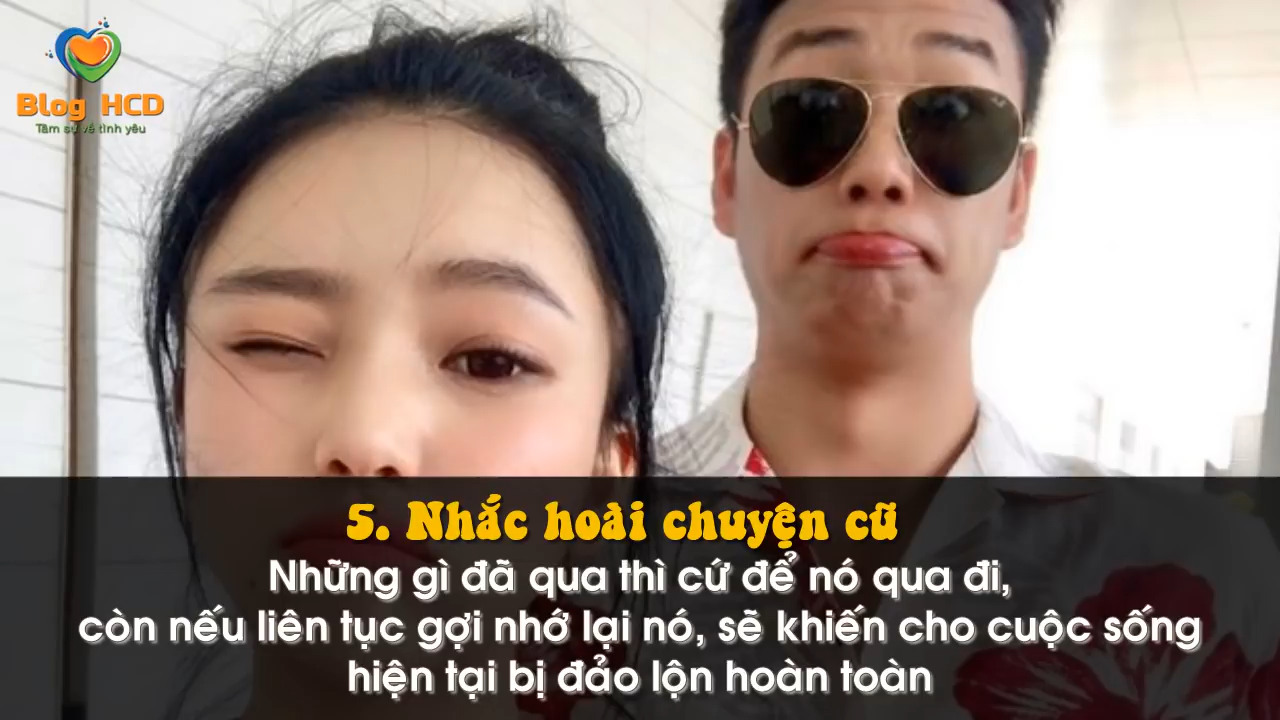 Blog HCD
Tâm sự về tình yêu
5. Nhắc hoài chuyện cũ
Những gì đã qua thì cứ để nó qua đi,
còn nếu liên tục gợi nhớ lại nó, sẽ khiến cho cuộc sống
hiện tại bị đảo lộn hoàn toàn